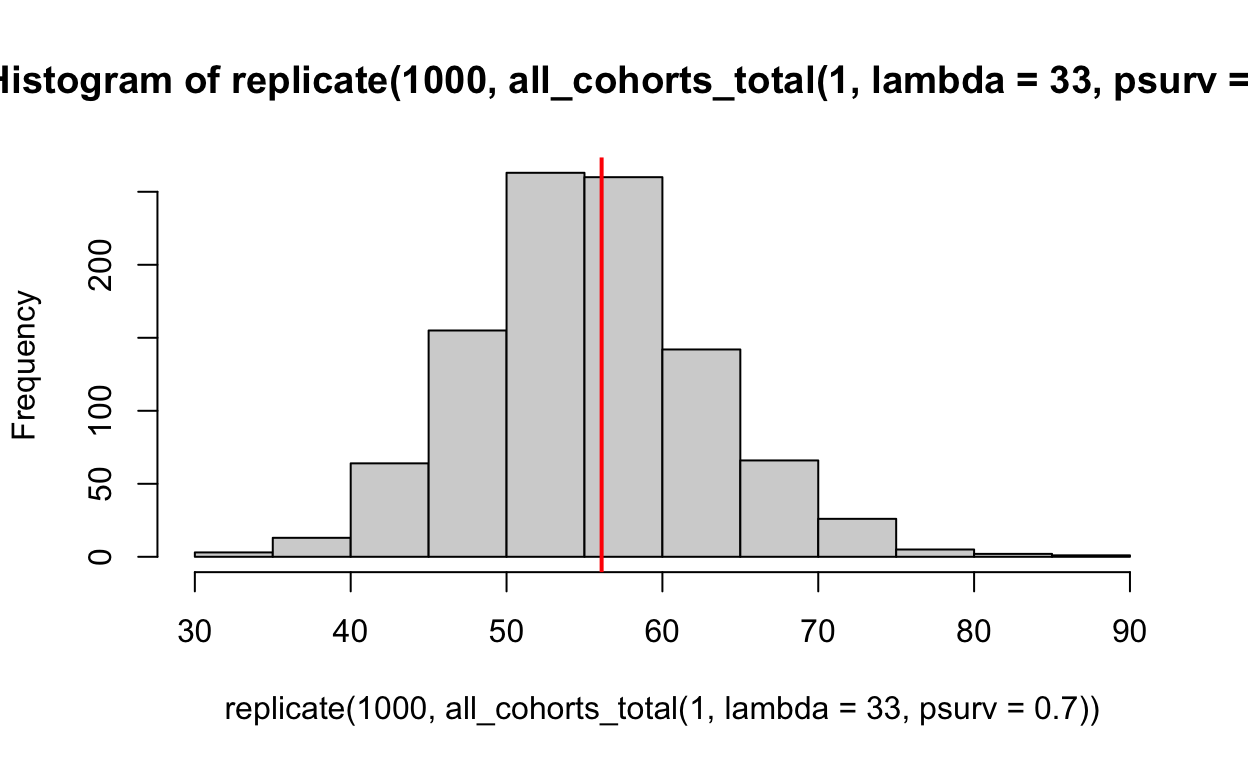 Histogram of replicate(1000, all_cohorts_total(1, lambda = 33, psurv =
Frequency
200
100
50
0
30 40 50 60 70 80 90
replicate(1000, all_cohorts_total(1, lambda = 33, psurv = 0.7))